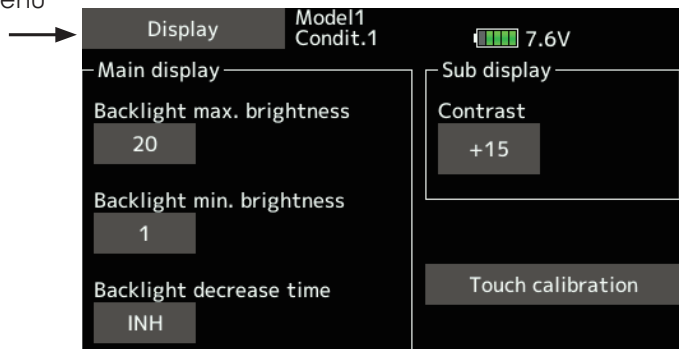 Display
Model1
Condit.1
7.6V
Main display
Backlight max. brightness
20
Backlight min. brightness
1
Backlight decrease time
INH
Sub display
Contrast
+15
Touch calibration